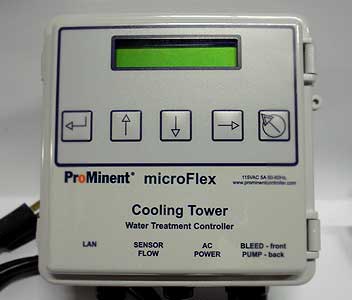 ProMinent® microFlex
115VAC 5A 50-60Hz,
www.prominentcontroller.com
Cooling Tower
Water Treatment Controller
LAN SENSOR AC BLEED - front
FLOW POWER PUMP - back